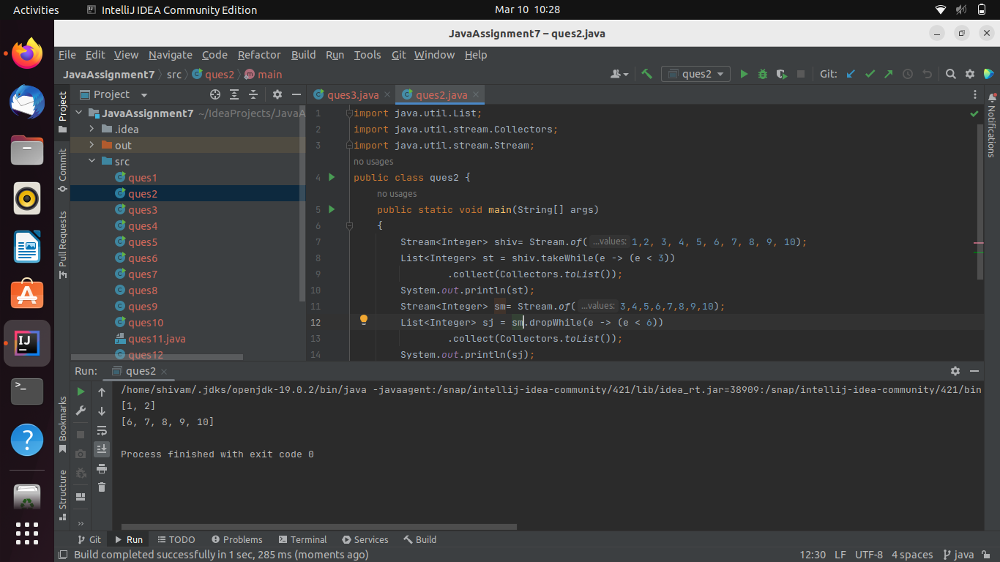 Activities IntelliJ IDEA Community Edition Mar 10 10:28
JavaAssignment7 – ques2.java
File Edit View Navigate Code Refactor Build Run Tools Git Window Help
JavaAssignment7 src ques2 main ques2 Git:
Project
ques3.java ques2.java
JavaAssignment7 ~/IdeaProjects/JavaA
.idea
out
src
ques1
ques2
ques3
ques4
ques5
ques6
ques7
ques8
ques9
ques10
ques11.java
ques12
1 import java.util.List;
2 import java.util.stream.Collectors;
3 import java.util.stream.Stream;
no usages
4 public class ques2 {
no usages
5 public static void main(String[] args)
6 {
7 Stream<Integer> shiv= Stream.of( ...values: 1,2, 3, 4, 5, 6, 7, 8, 9, 10);
8 List<Integer> st = shiv.takeWhile(e -> (e < 3))
9 .collect(Collectors.toList());
10 System.out.println(st);
11 Stream<Integer> sm= Stream.of( ...values: 3,4,5,6,7,8,9,10);
12 List<Integer> sj = sm.dropWhile(e -> (e < 6))
13 .collect(Collectors.toList());
14 System.out.println(sj);
Project
Commit
Pull Requests
Bookmarks
Structure
Notifications
Run: ques2
/home/shivam/.jdks/openjdk-19.0.2/bin/java -javaagent:/snap/intellij-idea-community/421/lib/idea_rt.jar=38909:/snap/intellij-idea-community/421/bin
[1, 2]
[6, 7, 8, 9, 10]
Process finished with exit code 0
Git Run TODO Problems Terminal Services Build
Build completed successfully in 1 sec, 285 ms (moments ago) 12:30 LF UTF-8 4 spaces java